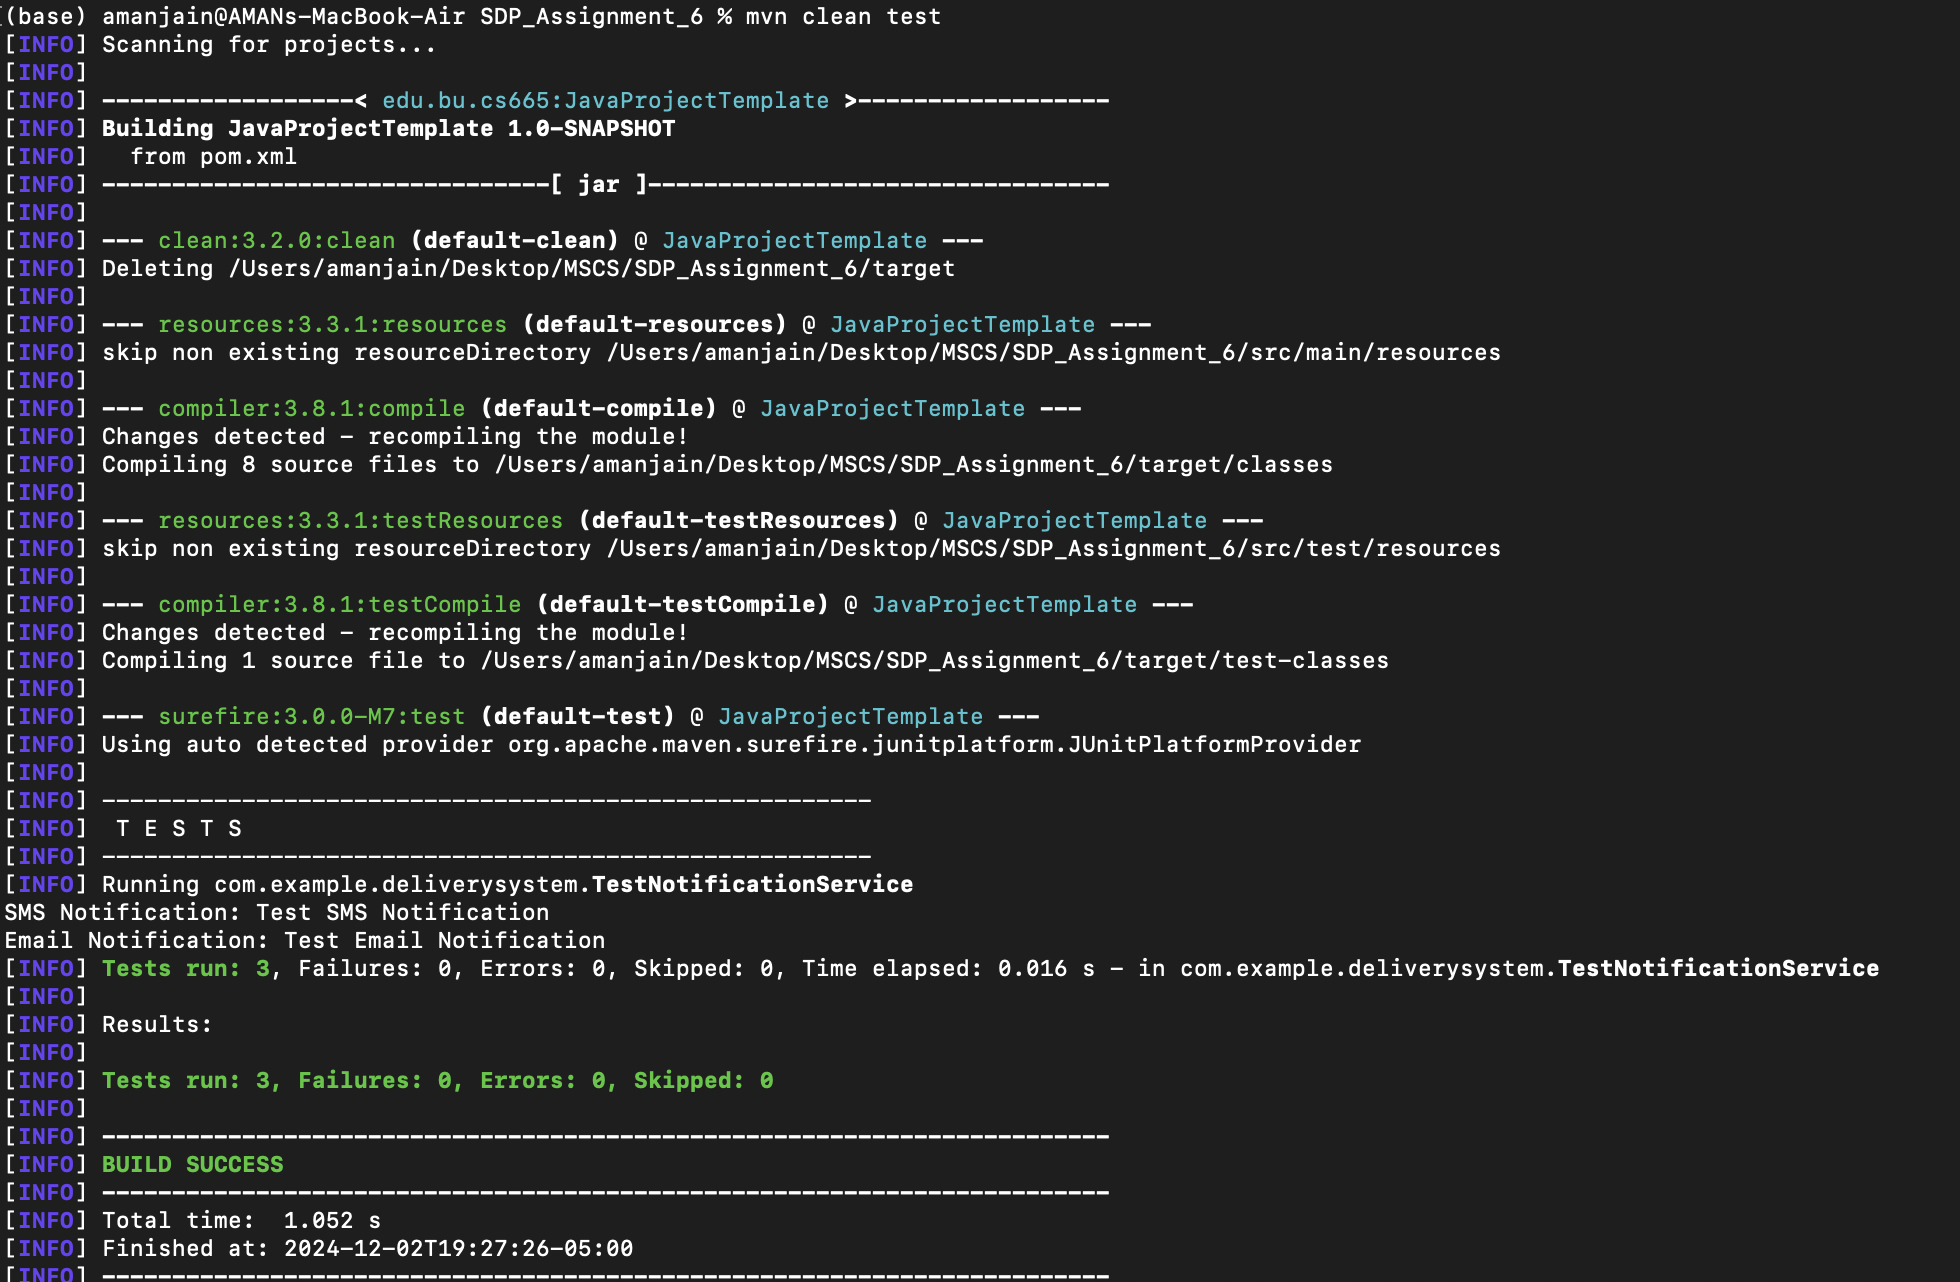 (base) amanjain@AMANs-MacBook-Air SDP_Assignment_6 % mvn clean test
[INFO] Scanning for projects...
[INFO]
[INFO] ------------------< edu.bu.cs665:JavaProjectTemplate >------------------
[INFO] Building JavaProjectTemplate 1.0-SNAPSHOT
[INFO]   from pom.xml
[INFO] --------------------------------[ jar ]---------------------------------
[INFO]
[INFO] --- clean:3.2.0:clean (default-clean) @ JavaProjectTemplate ---
[INFO] Deleting /Users/amanjain/Desktop/MSCS/SDP_Assignment_6/target
[INFO]
[INFO] --- resources:3.3.1:resources (default-resources) @ JavaProjectTemplate ---
[INFO] skip non existing resourceDirectory /Users/amanjain/Desktop/MSCS/SDP_Assignment_6/src/main/resources
[INFO]
[INFO] --- compiler:3.8.1:compile (default-compile) @ JavaProjectTemplate ---
[INFO] Changes detected - recompiling the module!
[INFO] Compiling 8 source files to /Users/amanjain/Desktop/MSCS/SDP_Assignment_6/target/classes
[INFO]
[INFO] --- resources:3.3.1:testResources (default-testResources) @ JavaProjectTemplate ---
[INFO] skip non existing resourceDirectory /Users/amanjain/Desktop/MSCS/SDP_Assignment_6/src/test/resources
[INFO]
[INFO] --- compiler:3.8.1:testCompile (default-testCompile) @ JavaProjectTemplate ---
[INFO] Changes detected - recompiling the module!
[INFO] Compiling 1 source file to /Users/amanjain/Desktop/MSCS/SDP_Assignment_6/target/test-classes
[INFO]
[INFO] --- surefire:3.0.0-M7:test (default-test) @ JavaProjectTemplate ---
[INFO] Using auto detected provider org.apache.maven.surefire.junitplatform.JUnitPlatformProvider
[INFO]
[INFO] -------------------------------------------------------
[INFO]  T E S T S
[INFO] -------------------------------------------------------
[INFO] Running com.example.deliverysystem.TestNotificationService
SMS Notification: Test SMS Notification
Email Notification: Test Email Notification
[INFO] Tests run: 3, Failures: 0, Errors: 0, Skipped: 0, Time elapsed: 0.016 s - in com.example.deliverysystem.TestNotificationService
[INFO]
[INFO] Results:
[INFO]
[INFO] Tests run: 3, Failures: 0, Errors: 0, Skipped: 0
[INFO]
[INFO] ------------------------------------------------------------------------
[INFO] BUILD SUCCESS
[INFO] ------------------------------------------------------------------------
[INFO] Total time:  1.052 s
[INFO] Finished at: 2024-12-02T19:27:26-05:00
[INFO] ------------------------------------------------------------------------